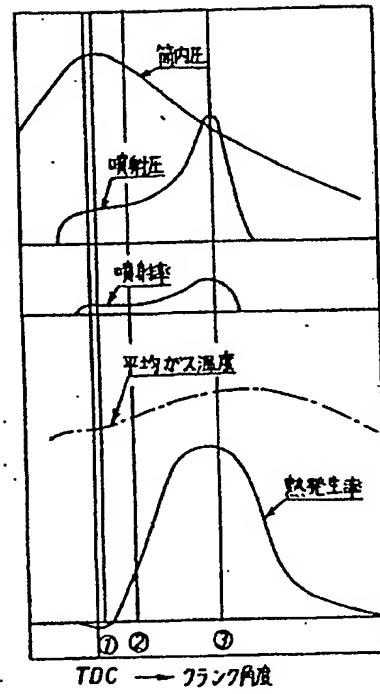 筒内圧
噴射圧
噴射率
平均ガス温度
熱発生率
① ② ③
TDC → クランク角度